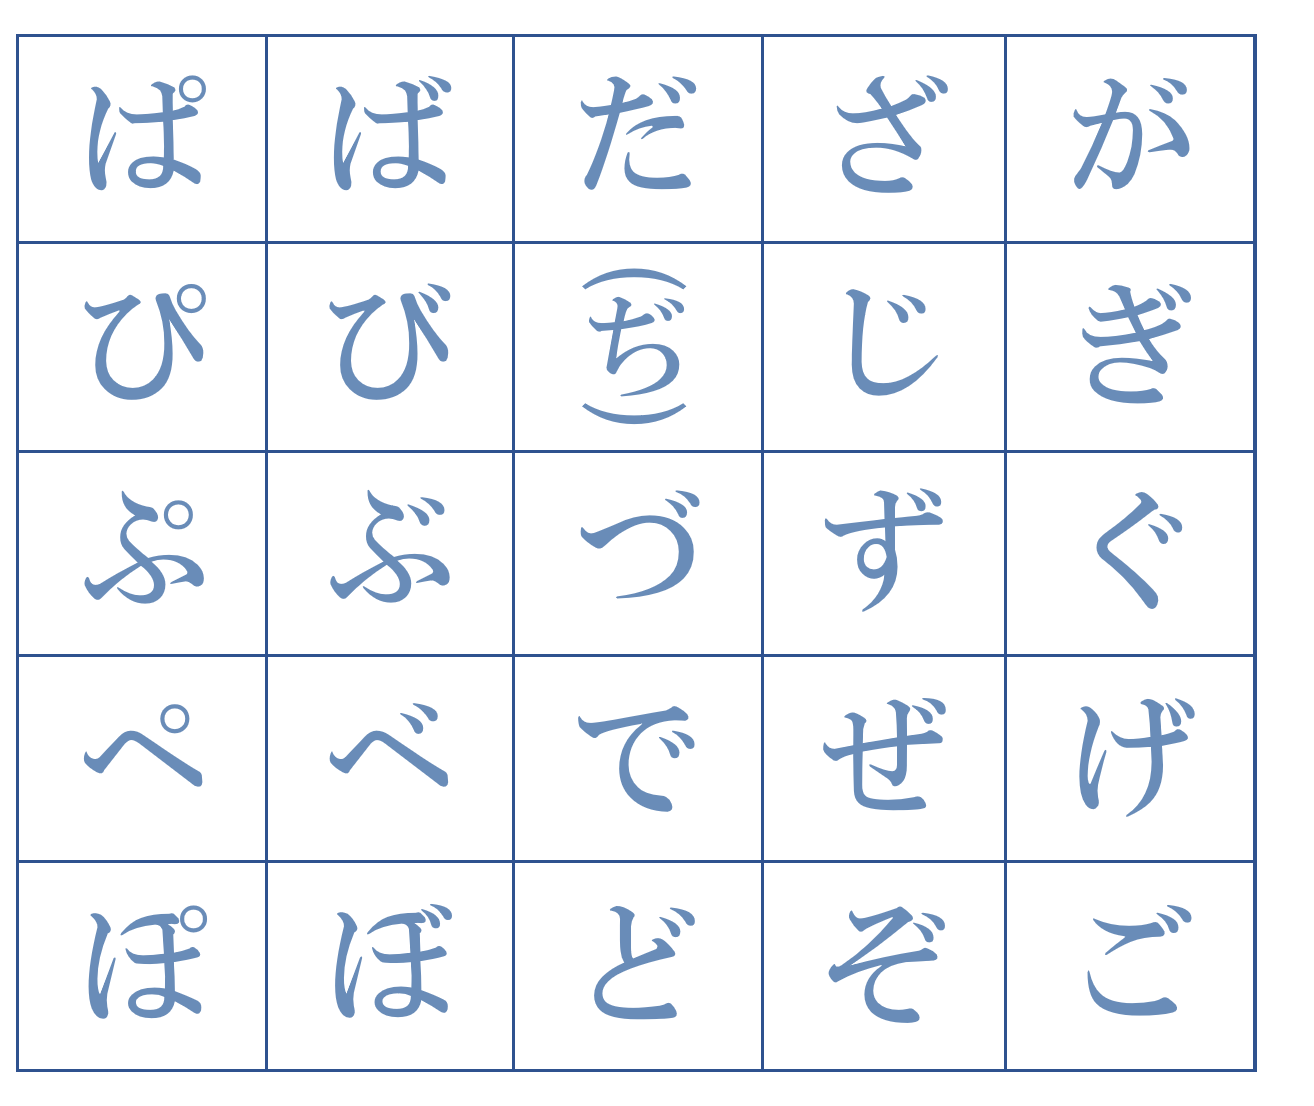 ぱ ば だ ざ が
ぴ び (ぢ) じ ぎ
ぷ ぶ づ ず ぐ
ぺ べ で ぜ げ
ぽ ぼ ど ぞ ご